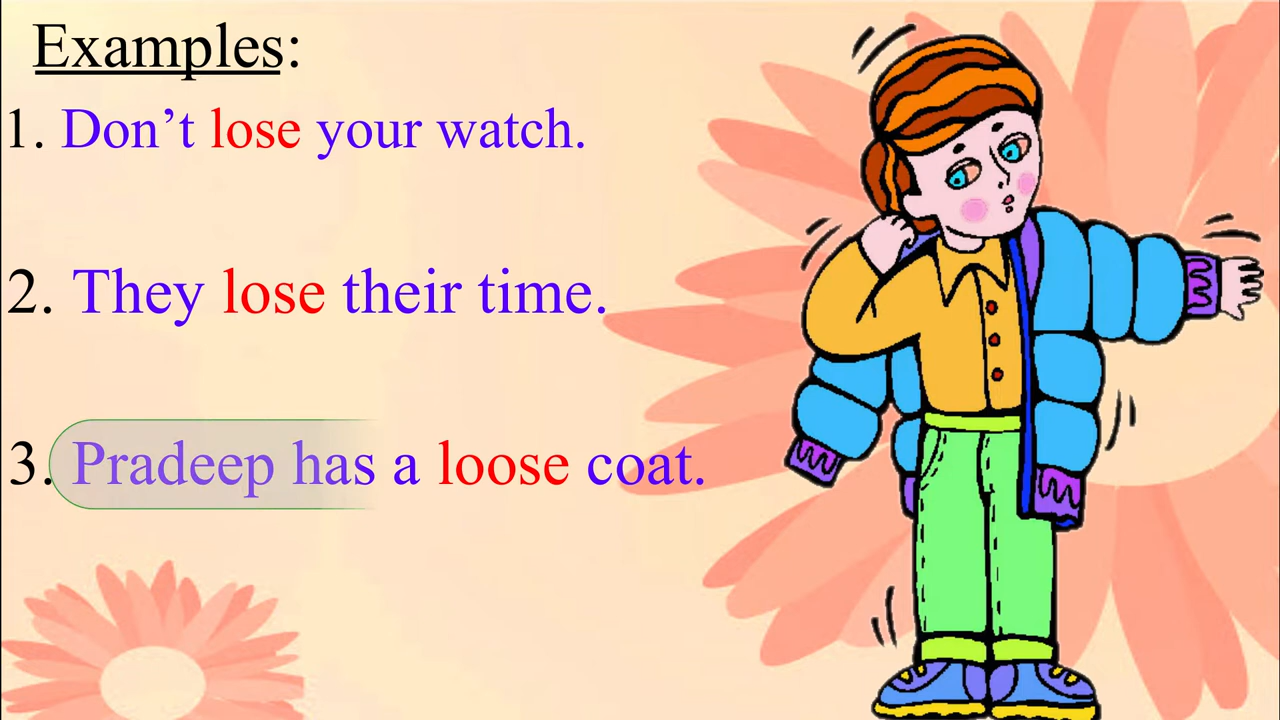 Examples:
1. Don’t lose your watch.
2. They lose their time.
3. Pradeep has a loose coat.